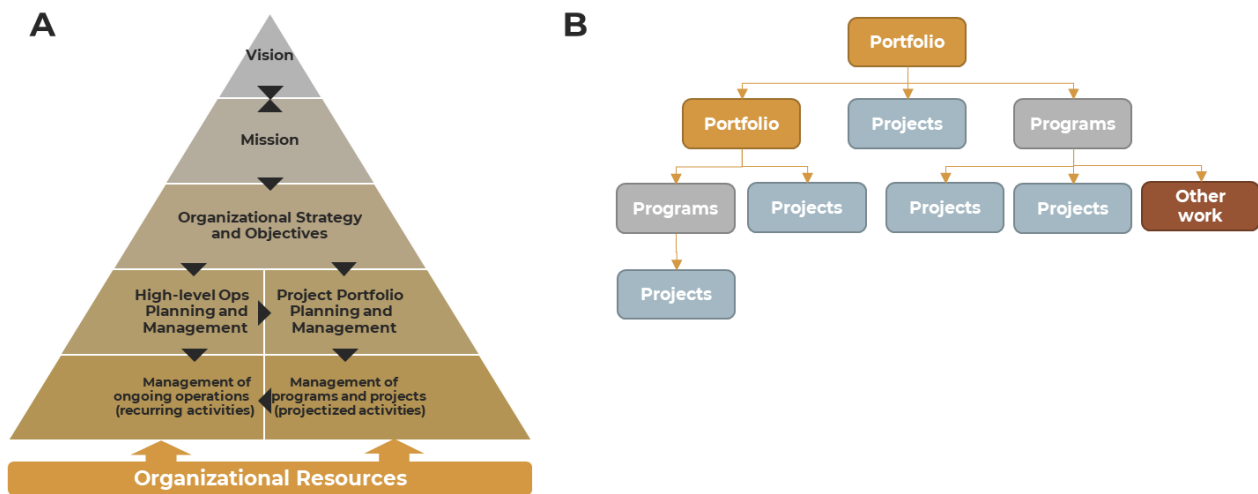 A
Vision
Mission
Organizational Strategy
and Objectives
High-level Ops
Planning and
Management
Project Portfolio
Planning and
Management
Management of
ongoing operations
(recurring activities)
Management of
programs and projects
(projectized activities)
Organizational Resources
B
Portfolio
Portfolio
Projects
Programs
Programs
Projects
Projects
Projects
Other
work
Projects